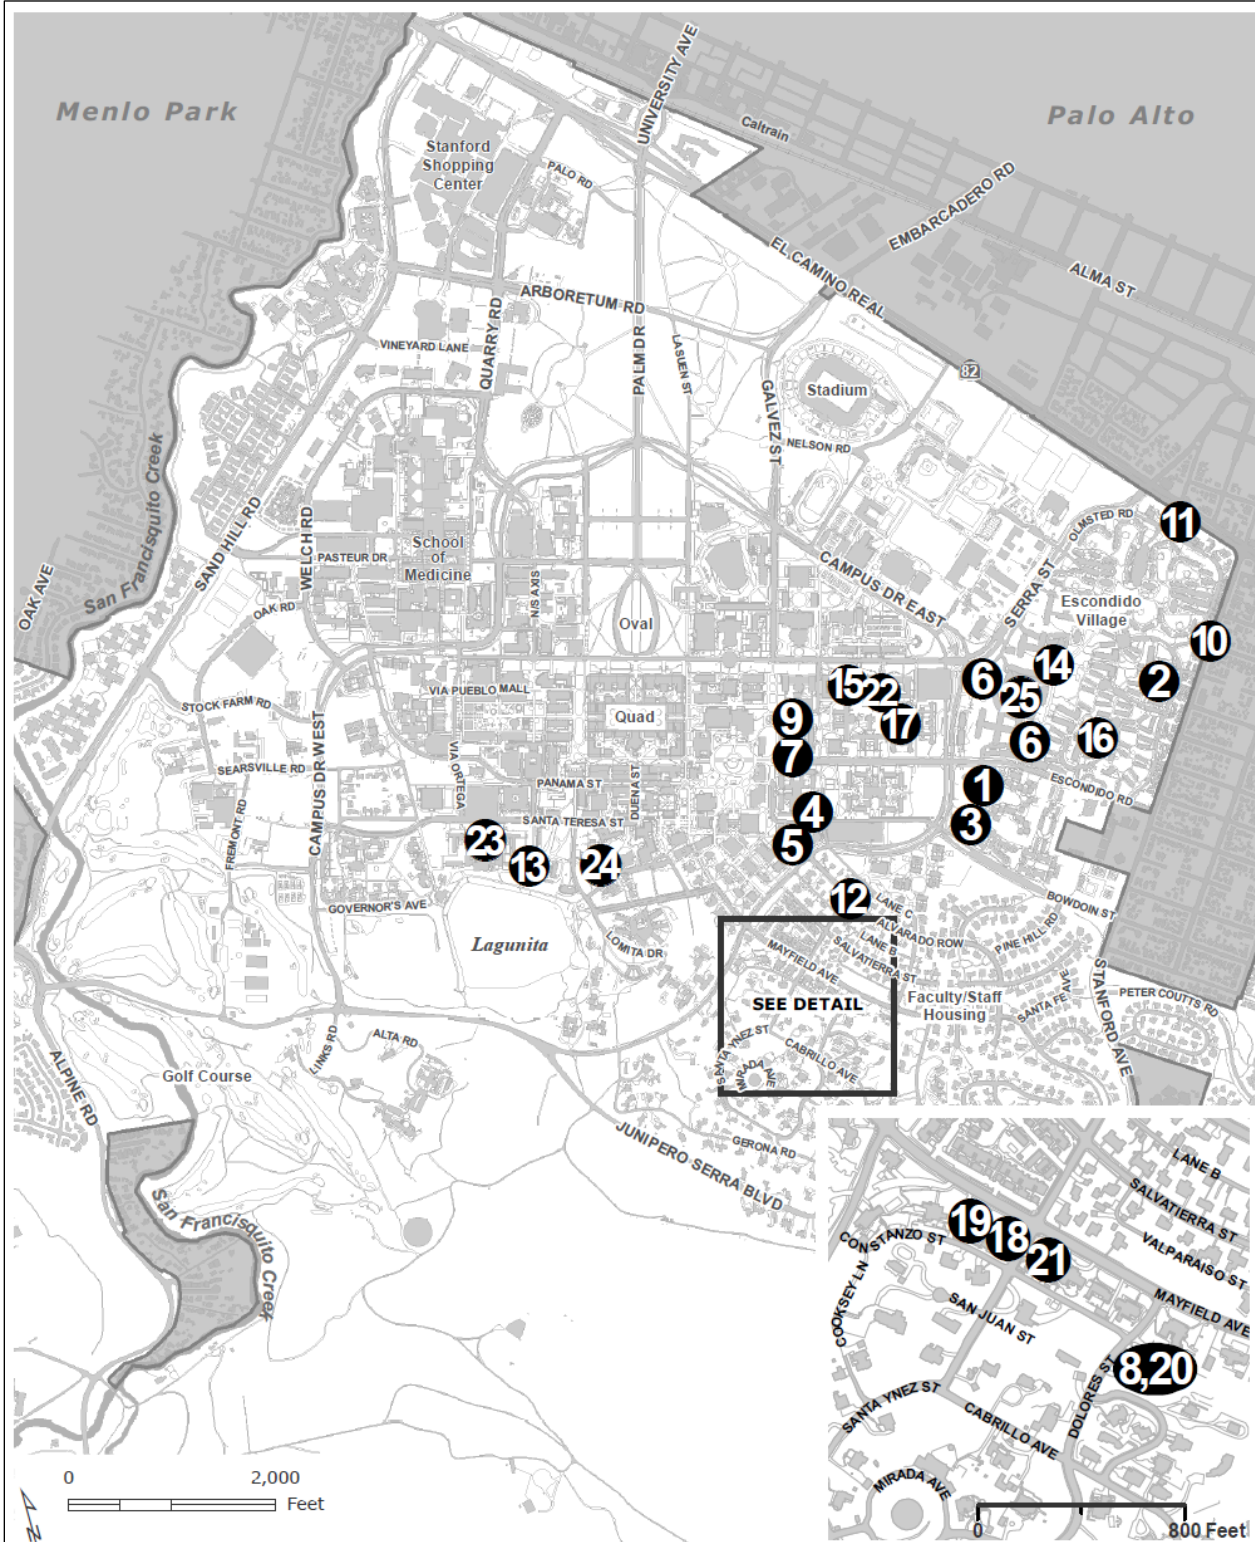 Menlo Park
Palo Alto
UNIVERSITY AVE
Caltrain
Stanford
Shopping
Center
PALO RD
EMBARCADERO RD
EL CAMINO REAL
ALMA ST
ARBORETUM RD
QUARRY RD
VINEYARD LANE
PALM DR
LASUEN ST
GALVEZ ST
Stadium
82
NELSON RD
San Francisquito Creek
SAND HILL RD
WELCH RD
OAK AVE
PASTEUR DR
School
of
Medicine
N/S AXIS
OAK RD
Oval
CAMPUS DR EAST
SERRA ST
OLMSTED RD
11
Escondido
Village
10
14
2
6
25
15
22
17
9
7
6
16
STOCK FARM RD
VIA PUEBLO MALL
Quad
SEARSVILLE RD
CAMPUS DR WEST
VIA ORTEGA
PANAMA ST
DUENA ST
SANTA TERESA ST
FREMONT RD
1
ESCONDIDO RD
4
3
5
23
13
24
12
GOVERNOR'S AVE
Lagunita
LOMITA DR
LANE C
BOWDOIN ST
ALVARADO ROW
LANE B
SALVATIERRA ST
MAYFIELD AVE
PINE HILL RD
STANFORD AVE
SEE DETAIL
Faculty/Staff
Housing
SANTA FE AVE
PETER COUTTS RD
SANTA YNEZ ST
CABRILLO AVE
MIRADA AVE
LINKS RD
ALTA RD
ALPINE RD
Golf Course
GERONA RD
JUNIPERO SERRA BLVD
San Francisquito Creek
LANE B
SALVATIERRA ST
VALPARAISO ST
MAYFIELD AVE
19
18
21
CONSTANZO ST
COOKSEY LN
SAN JUAN ST
8,20
DOLORES ST
SANTA YNEZ ST
CABRILLO AVE
MIRADA AVE
0 800 Feet
0 2,000
Feet
N